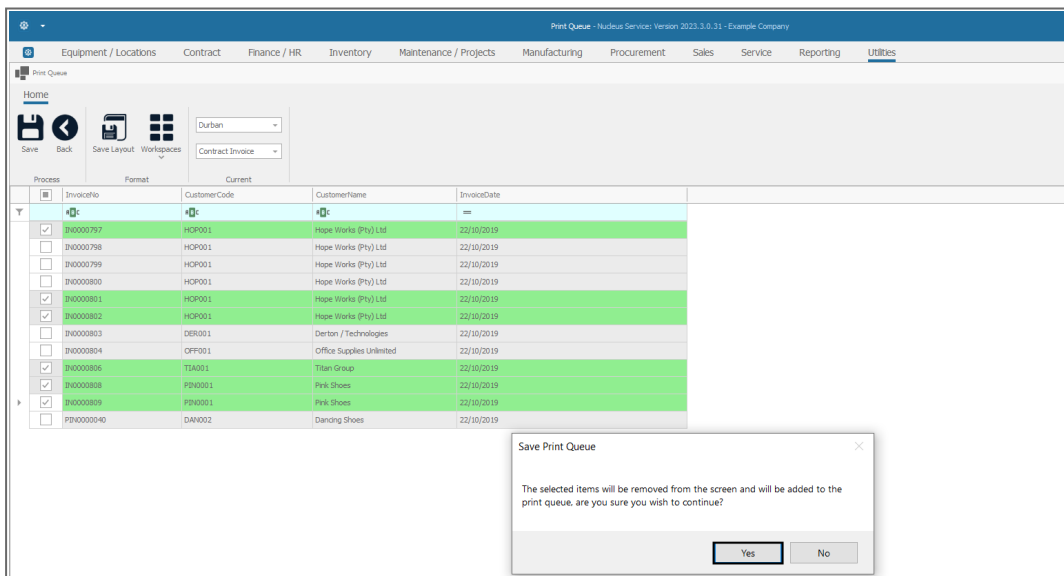 Print Queue - Nucleus Service: Version 2023.3.0.31 - Example Company
Equipment / Locations Contract Finance / HR Inventory Maintenance / Projects Manufacturing Procurement Sales Service Reporting Utilities
Print Queue
Home
Save Back Save Layout Workspaces
Durban
Contract Invoice
Process Format Current
InvoiceNo CustomerCode CustomerName InvoiceDate
IN0000797 HOP001 Hope Works (Pty) Ltd 22/10/2019
IN0000798 HOP001 Hope Works (Pty) Ltd 22/10/2019
IN0000799 HOP001 Hope Works (Pty) Ltd 22/10/2019
IN0000800 HOP001 Hope Works (Pty) Ltd 22/10/2019
IN0000801 HOP001 Hope Works (Pty) Ltd 22/10/2019
IN0000802 HOP001 Hope Works (Pty) Ltd 22/10/2019
IN0000803 DER001 Derton / Technologies 22/10/2019
IN0000804 OFF001 Office Supplies Unlimited 22/10/2019
IN0000806 TIA001 Titan Group 22/10/2019
IN0000808 PIN0001 Pink Shoes 22/10/2019
IN0000809 PIN0001 Pink Shoes 22/10/2019
PIN0000040 DAN002 Dancing Shoes 22/10/2019
Save Print Queue
The selected items will be removed from the screen and will be added to the
print queue, are you sure you wish to continue?
Yes No